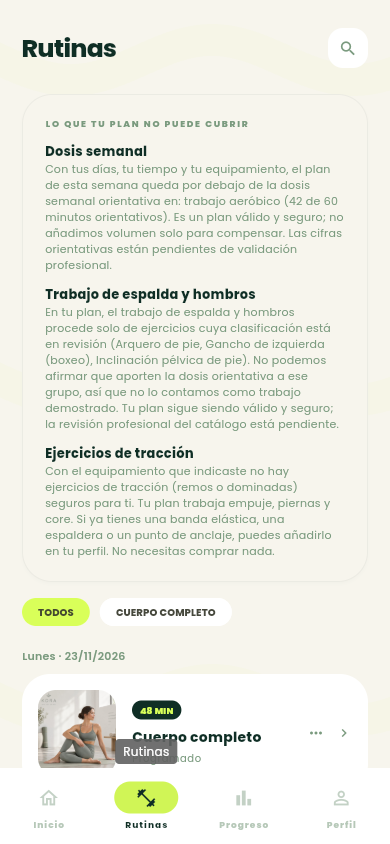 Rutinas
LO QUE TU PLAN NO PUEDE CUBRIR
Dosis semanal
Con tus días, tu tiempo y tu equipamiento, el plan
de esta semana queda por debajo de la dosis
semanal orientativa en: trabajo aeróbico (42 de 60
minutos orientativos). Es un plan válido y seguro; no
añadimos volumen solo para compensar. Las cifras
orientativas están pendientes de validación
profesional.
Trabajo de espalda y hombros
En tu plan, el trabajo de espalda y hombros
procede solo de ejercicios cuya clasificación está
en revisión (Arquero de pie, Gancho de izquierda
(boxeo), Inclinación pélvica de pie). No podemos
afirmar que aporten la dosis orientativa a ese
grupo, así que no lo contamos como trabajo
demostrado. Tu plan sigue siendo válido y seguro;
la revisión profesional del catálogo está pendiente.
Ejercicios de tracción
Con el equipamiento que indicaste no hay
ejercicios de tracción (remos o dominadas)
seguros para ti. Tu plan trabaja empuje, piernas y
core. Si ya tienes una banda elástica, una
espaldera o un punto de anclaje, puedes añadirlo
en tu perfil. No necesitas comprar nada.
TODOS
CUERPO COMPLETO
Lunes · 23/11/2026
48 MIN
Cuerpo completo
Rutinas
Inicio
Rutinas
Progreso
Perfil